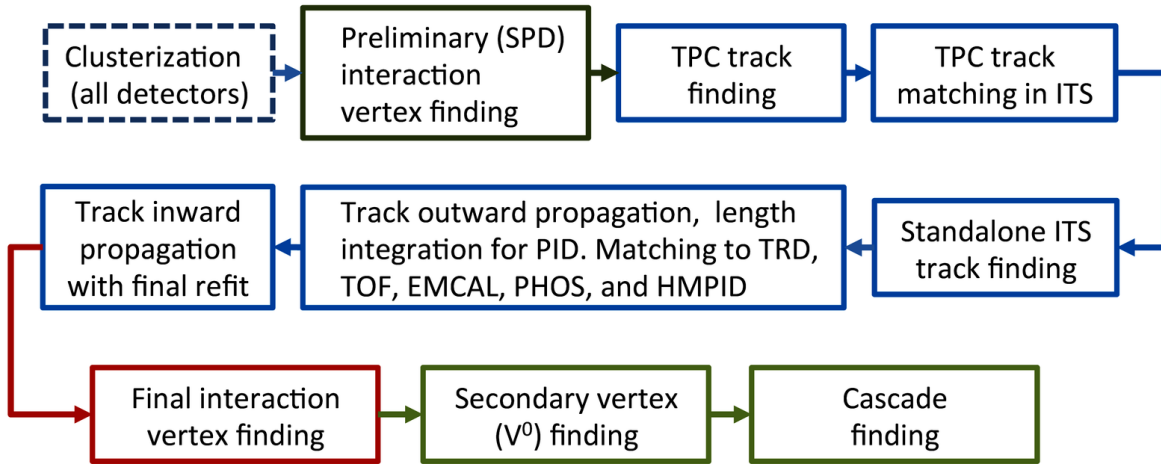 Clusterization
(all detectors)
Preliminary (SPD)
interaction
vertex finding
TPC track
finding
TPC track
matching in ITS
Track inward
propagation
with final refit
Track outward propagation, length
integration for PID. Matching to TRD,
TOF, EMCAL, PHOS, and HMPID
Standalone ITS
track finding
Final interaction
vertex finding
Secondary vertex
(V⁰) finding
Cascade
finding